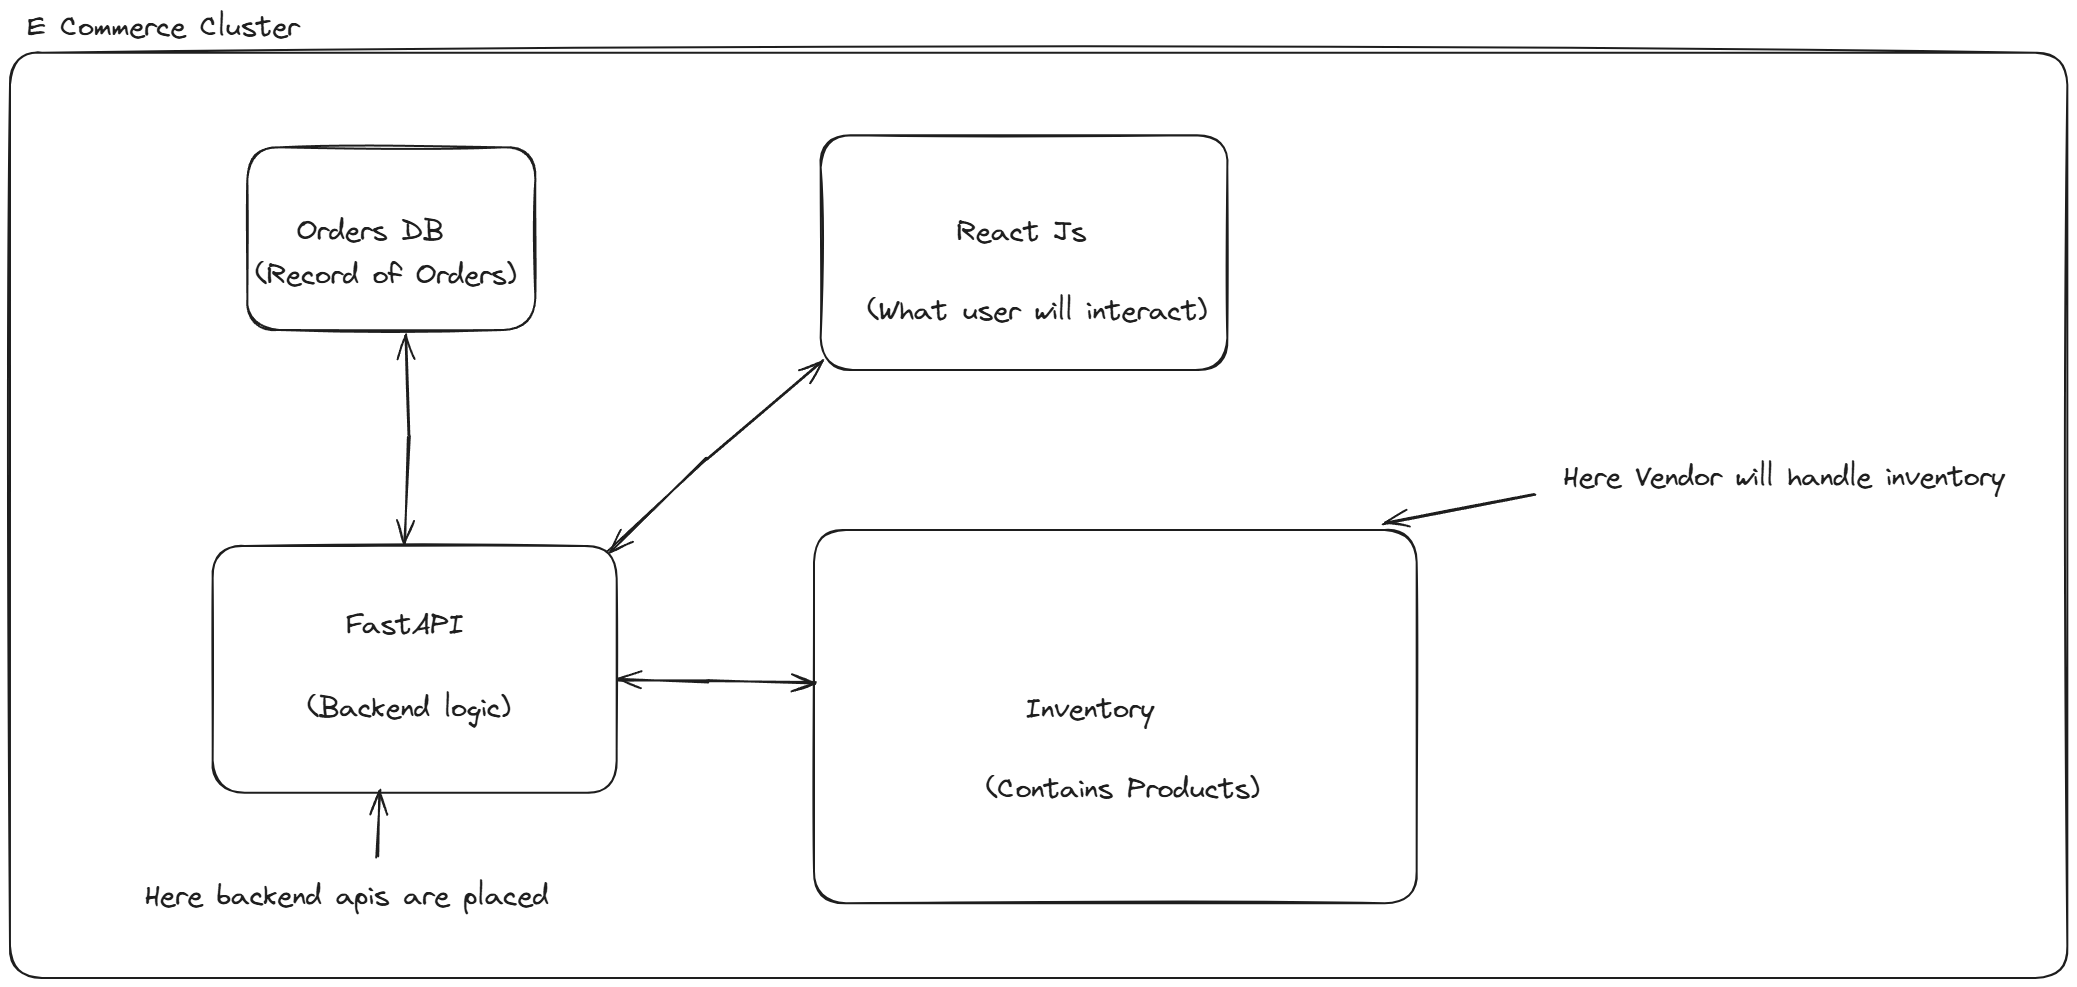 E Commerce Cluster
Orders DB
(Record of Orders)
React Js
(What user will interact)
Here Vendor will handle inventory
FastAPI
(Backend logic)
Inventory
(Contains Products)
Here backend apis are placed